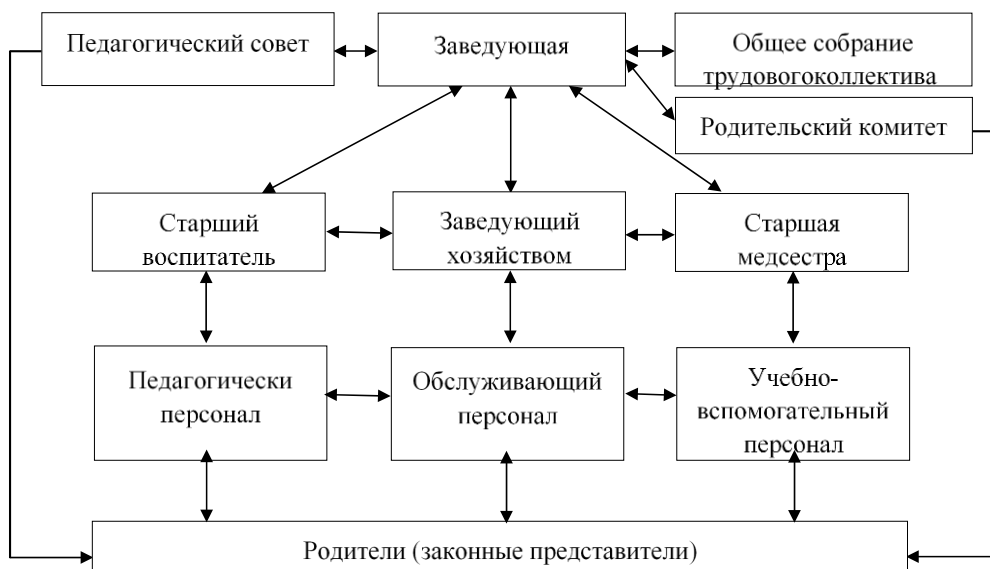 Педагогический совет
Заведующая
Общее собрание
трудовогоколлектива
Родительский комитет
Старший
воспитатель
Заведующий
хозяйством
Старшая
медсестра
Педагогически
персонал
Обслуживающий
персонал
Учебно-
вспомогательный
персонал
Родители (законные представители)